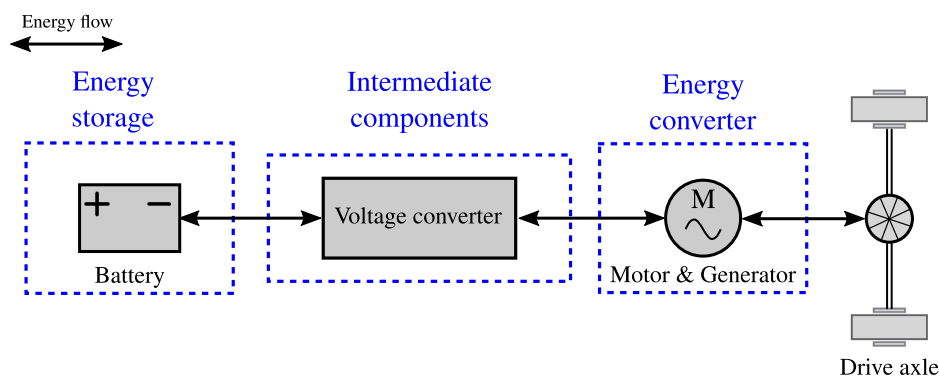 Energy flow
Energy
storage
Intermediate
components
Energy
converter
+ −
Battery
Voltage converter
M
Motor & Generator
Drive axle